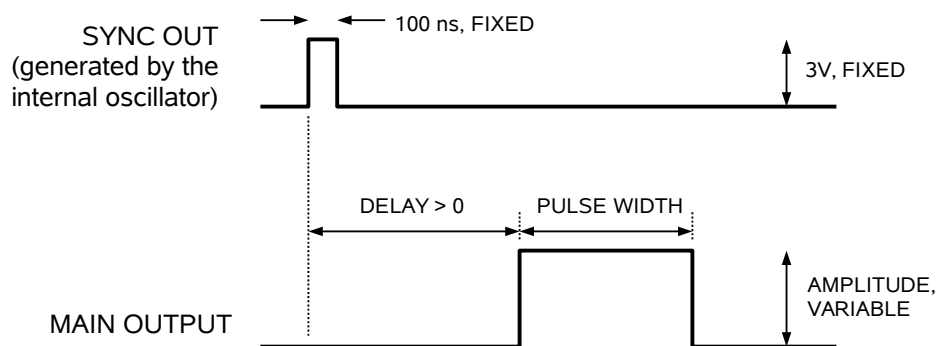 100 ns, FIXED
SYNC OUT
(generated by the
internal oscillator)
3V, FIXED
DELAY > 0
PULSE WIDTH
AMPLITUDE,
VARIABLE
MAIN OUTPUT